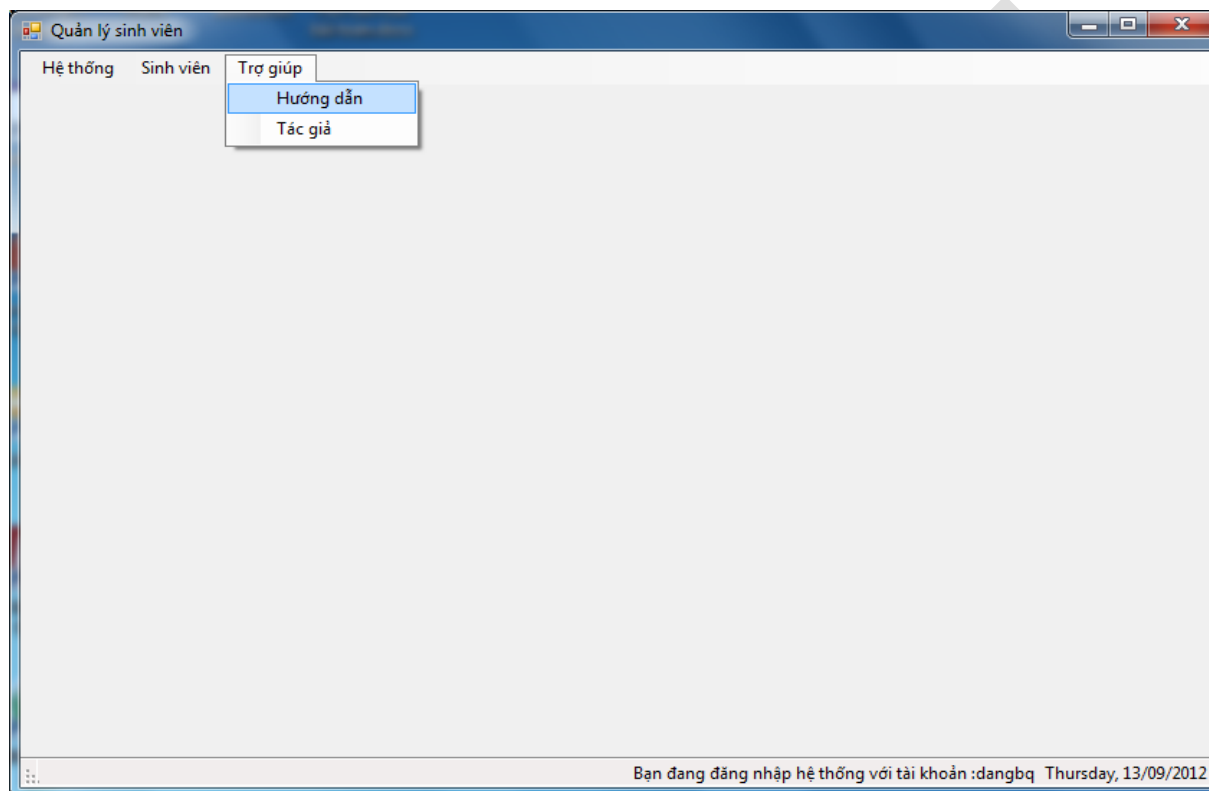 Quản lý sinh viên
Hệ thống Sinh viên Trợ giúp
Hướng dẫn
Tác giả
Bạn đang đăng nhập hệ thống với tài khoản :dangbq Thursday, 13/09/2012